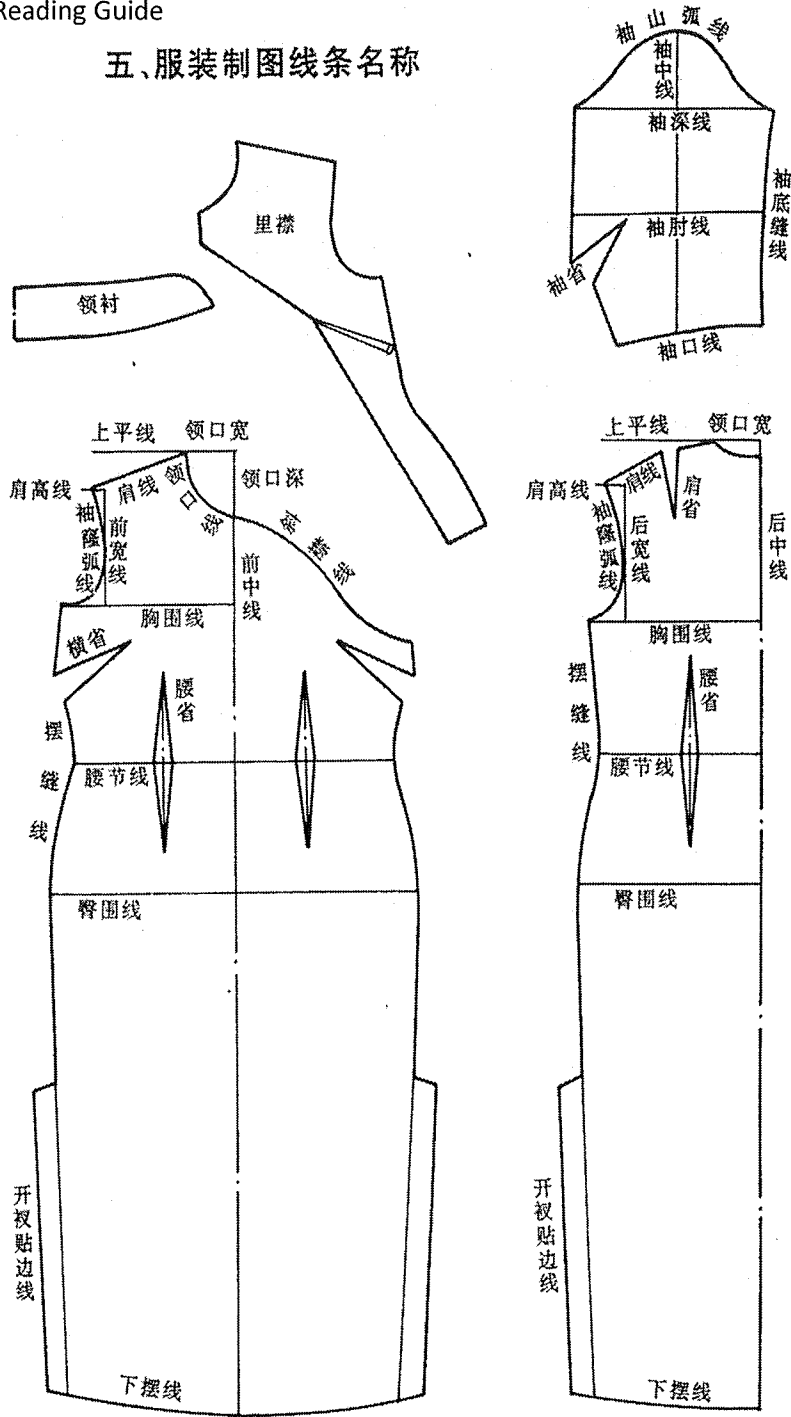 Reading Guide
五、服装制图线条名称
袖山弧线
袖中线
袖深线
袖底缝线
袖肘线
袖省
袖口线
里襟
领衬
上平线
领口宽
肩高线
肩线
领口线
领口深
斜襟线
袖窿弧线
前宽线
前中线
胸围线
横省
腰省
摆缝线
腰节线
臀围线
开衩贴边线
下摆线
上平线
领口宽
肩高线
肩线
肩省
袖窿弧线
后宽线
后中线
胸围线
摆缝线
腰省
腰节线
臀围线
开衩贴边线
下摆线